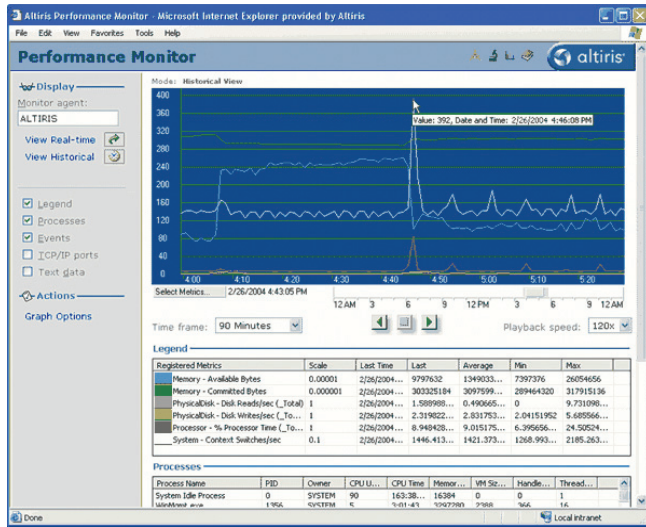 Altiris Performance Monitor - Microsoft Internet Explorer provided by Altiris
File Edit View Favorites Tools Help
Performance Monitor
altiris
Display
Monitor agent:
ALTIRIS
View Real-time
View Historical
Legend
Processes
Events
TCP/IP ports
Text data
Actions
Graph Options
Mode: Historical View
400
360
320
280
240
200
160
120
80
40
0
Value: 392, Date and Time: 2/26/2004 4:46:08 PM
4:00 4:10 4:20 4:30 4:40 4:50 5:00 5:10 5:20
Select Metrics... 2/26/2004 4:43:05 PM
12 AM 3 6 9 12 PM 3 6 9 12 AM
Time frame: 90 Minutes Playback speed: 120x
Legend
Registered Metrics Scale Last Time Last Average Min Max
Memory - Available Bytes 0.00001 2/26/2004... 9797632 1349033... 7397376 26054656
Memory - Committed Bytes 0.000001 2/26/2004... 303325184 3097599... 289464320 317915136
PhysicalDisk - Disk Reads/sec (_Total) 1 2/26/2004... 1.588988... 0.490665... 0 9.731098...
PhysicalDisk - Disk Writes/sec (_To... 1 2/26/2004... 2.319822... 2.831753... 2.04151952 5.685566...
Processor - % Processor Time (_To... 1 2/26/2004... 8.948428... 9.015175... 6.395656... 24.50524...
System - Context Switches/sec 0.1 2/26/2004... 1446.413... 1421.373... 1268.993... 2185.263...
Processes
Process Name PID Owner CPU U... CPU Time Memor... VM Siz... Handle... Thread...
System Idle Process 0 SYSTEM 90 163:38... 16384 0 0 1
WinMgmt.exe 1356 SYSTEM 5 3:01:43 3297280 2388 366 16
Done Local intranet